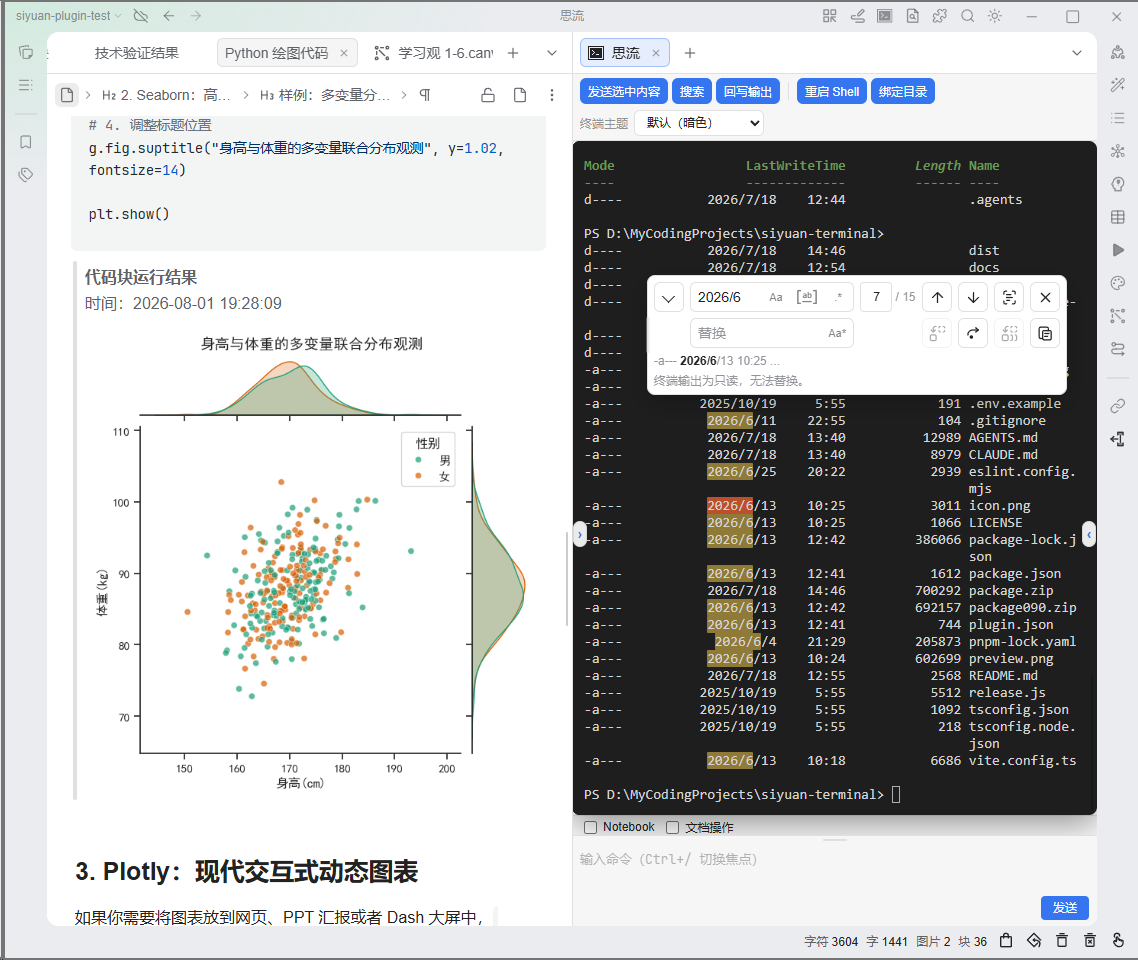 siyuan-plugin-test
思流
技术验证结果
Python 绘图代码
学习观 1-6.can
思流
H2 2. Seaborn：高...
H3 样例：多变量分...
发送选中内容
搜索
回写输出
重启 Shell
绑定目录
终端主题
默认（暗色）
# 4. 调整标题位置
g.fig.suptitle("身高与体重的多变量联合分布观测", y=1.02,
fontsize=14)
plt.show()
代码块运行结果
时间：2026-08-01 19:28:09
身高与体重的多变量联合分布观测
性别
男
女
110
100
90
80
70
体重(kg)
150 160 170 180 190 200
身高(cm)
3. Plotly：现代交互式动态图表
如果你需要将图表放到网页、PPT 汇报或者 Dash 大屏中，
Mode LastWriteTime Length Name
---- ------------- ------ ----
d---- 2026/7/18 12:44 .agents
PS D:\MyCodingProjects\siyuan-terminal>
d---- 2026/7/18 14:46 dist
d---- 2026/7/18 12:54 docs
d----
d----
d----
d----
-a---
-a---
2026/6
Aa
[ab]
.*
7 / 15
替换
Aa*
-a--- 2026/6/13 10:25 ...
终端输出为只读，无法替换。
-a--- 2025/10/19 5:55 191 .env.example
-a--- 2026/6/11 22:55 104 .gitignore
-a--- 2026/7/18 13:40 12989 AGENTS.md
-a--- 2026/7/18 13:40 8979 CLAUDE.md
-a--- 2026/6/25 20:22 2939 eslint.config.
mjs
-a--- 2026/6/13 10:25 3011 icon.png
-a--- 2026/6/13 10:25 1066 LICENSE
-a--- 2026/6/13 12:42 386066 package-lock.j
son
-a--- 2026/6/13 12:41 1612 package.json
-a--- 2026/7/18 14:46 700292 package.zip
-a--- 2026/6/13 12:42 692157 package090.zip
-a--- 2026/6/13 12:41 744 plugin.json
-a--- 2026/6/4 21:29 205873 pnpm-lock.yaml
-a--- 2026/6/13 10:24 602699 preview.png
-a--- 2026/7/18 12:55 2568 README.md
-a--- 2025/10/19 5:55 5512 release.js
-a--- 2025/10/19 5:55 1092 tsconfig.json
-a--- 2025/10/19 5:55 218 tsconfig.node.
json
-a--- 2026/6/13 10:18 6686 vite.config.ts
PS D:\MyCodingProjects\siyuan-terminal>
Notebook
文档操作
输入命令（Ctrl+/ 切换焦点）
发送
字符 3604 字 1441 图片 2 块 36